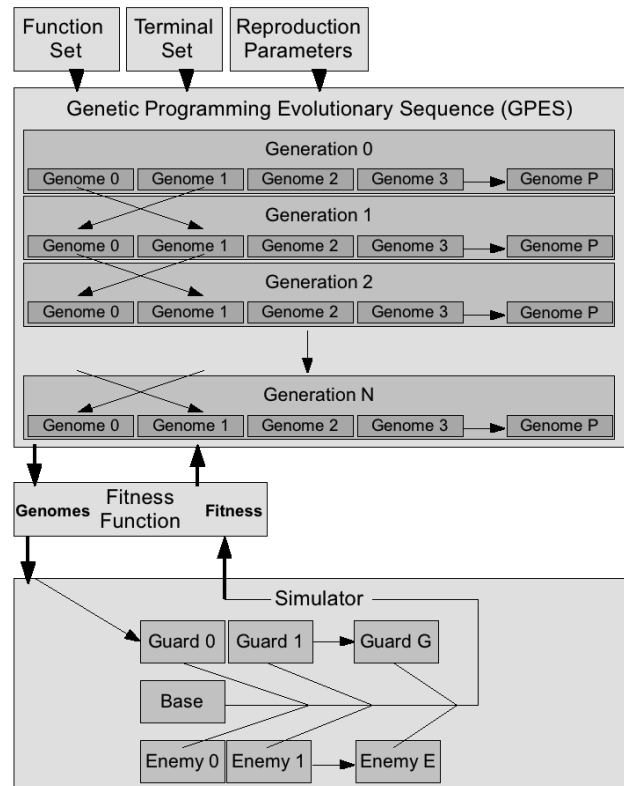 Function
Set
Terminal
Set
Reproduction
Parameters
Genetic Programming Evolutionary Sequence (GPES)
Generation 0
Genome 0 Genome 1 Genome 2 Genome 3 Genome P
Generation 1
Genome 0 Genome 1 Genome 2 Genome 3 Genome P
Generation 2
Genome 0 Genome 1 Genome 2 Genome 3 Genome P
Generation N
Genome 0 Genome 1 Genome 2 Genome 3 Genome P
Genomes
Fitness
Function
Fitness
Simulator
Guard 0 Guard 1 Guard G
Base
Enemy 0 Enemy 1 Enemy E